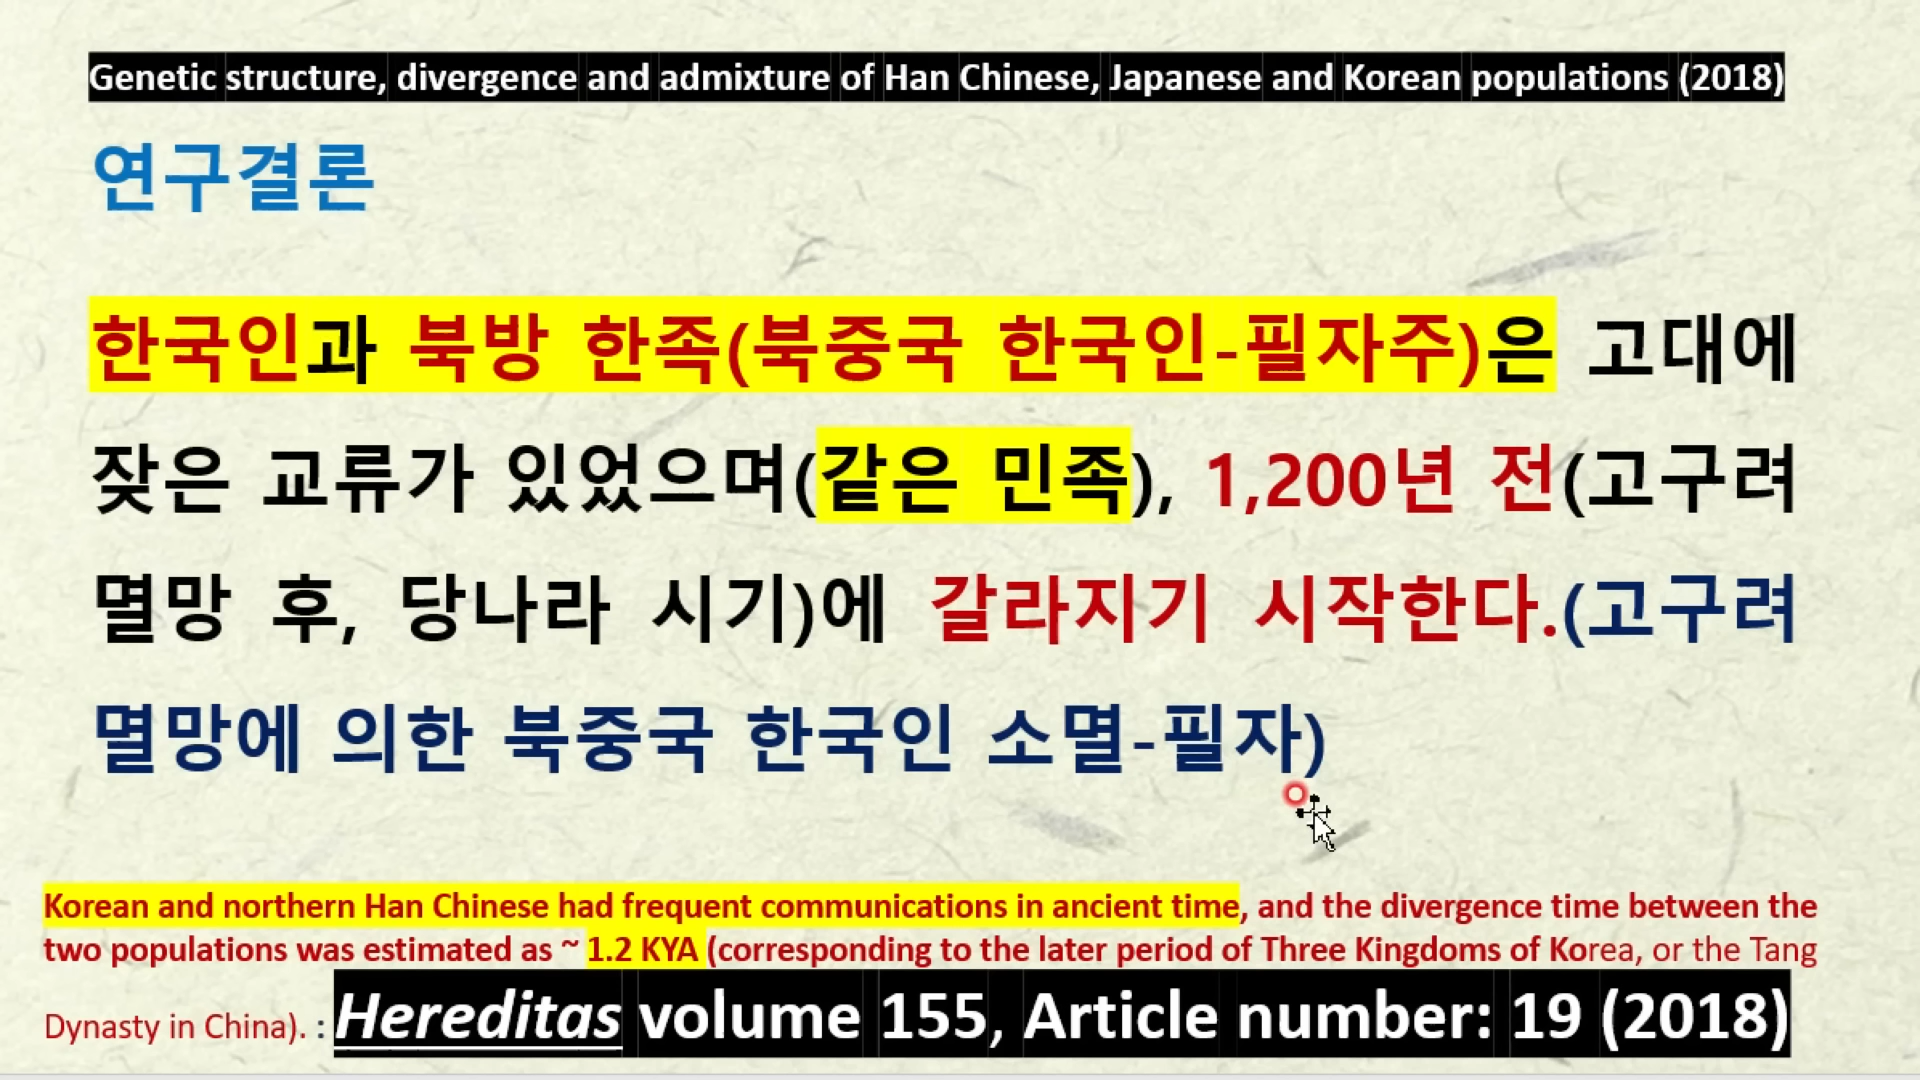 Genetic structure, divergence and admixture of Han Chinese, Japanese and Korean populations (2018)
연구결론
한국인과 북방 한족(북중국 한국인-필자주)은 고대에
잦은 교류가 있었으며(같은 민족), 1,200년 전(고구려
멸망 후, 당나라 시기)에 갈라지기 시작한다.(고구려
멸망에 의한 북중국 한국인 소멸-필자)
Korean and northern Han Chinese had frequent communications in ancient time, and the divergence time between the
two populations was estimated as ~ 1.2 KYA (corresponding to the later period of Three Kingdoms of Korea, or the Tang
Dynasty in China). : Hereditas volume 155, Article number: 19 (2018)